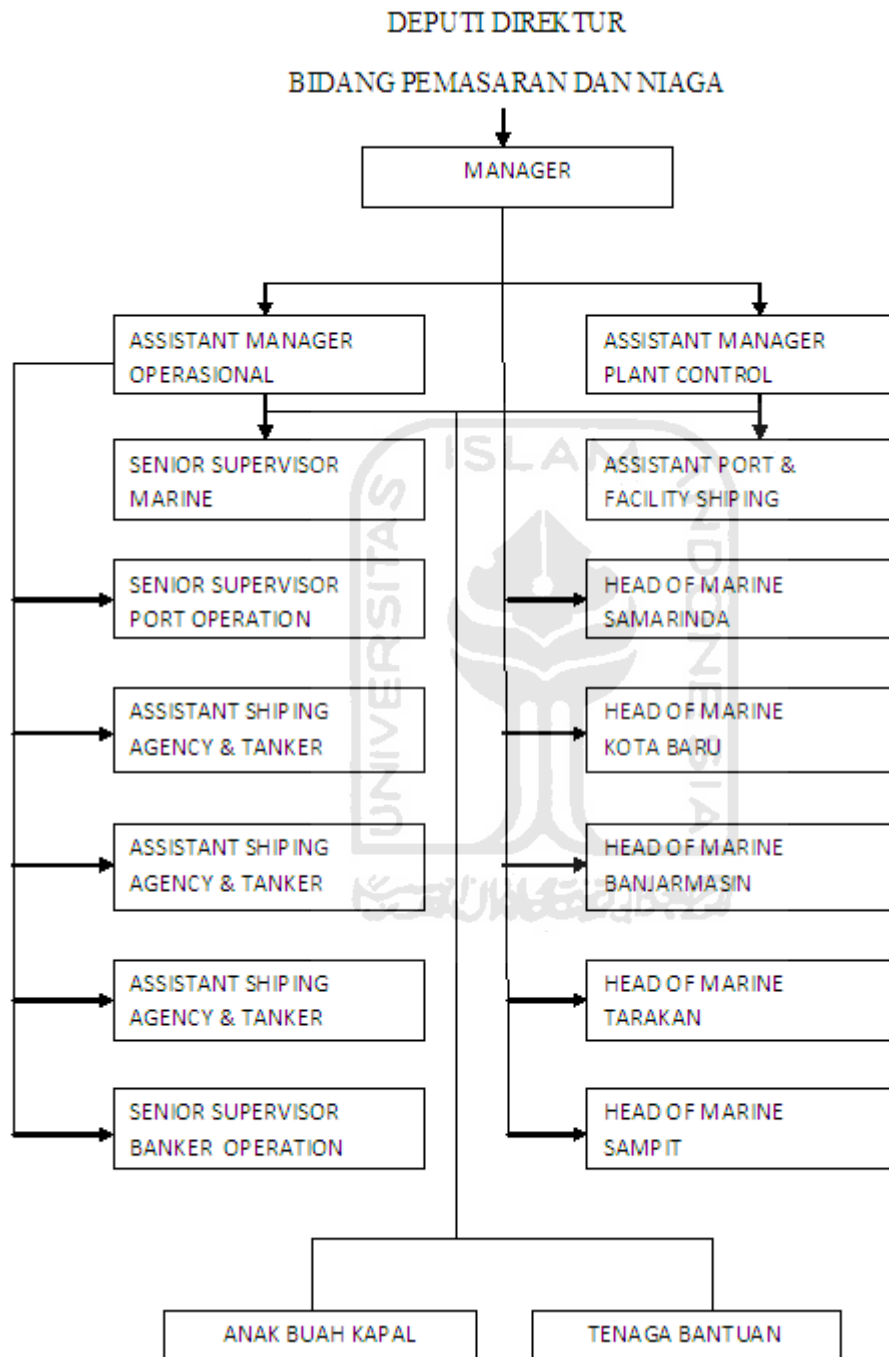 DEPUTI DIREKTUR
BIDANG PEMASARAN DAN NIAGA
MANAGER
ASSISTANT MANAGER
OPERASIONAL
ASSISTANT MANAGER
PLANT CONTROL
SENIOR SUPERVISOR
MARINE
ASSISTANT PORT &
FACILITY SHIPING
SENIOR SUPERVISOR
PORT OPERATION
HEAD OF MARINE
SAMARINDA
ASSISTANT SHIPING
AGENCY & TANKER
HEAD OF MARINE
KOTA BARU
ASSISTANT SHIPING
AGENCY & TANKER
HEAD OF MARINE
BANJARMASIN
ASSISTANT SHIPING
AGENCY & TANKER
HEAD OF MARINE
TARAKAN
SENIOR SUPERVISOR
BANKER OPERATION
HEAD OF MARINE
SAMPIT
ANAK BUAH KAPAL
TENAGA BANTUAN
UNIVERSITAS
ISLAM
INDONESIA